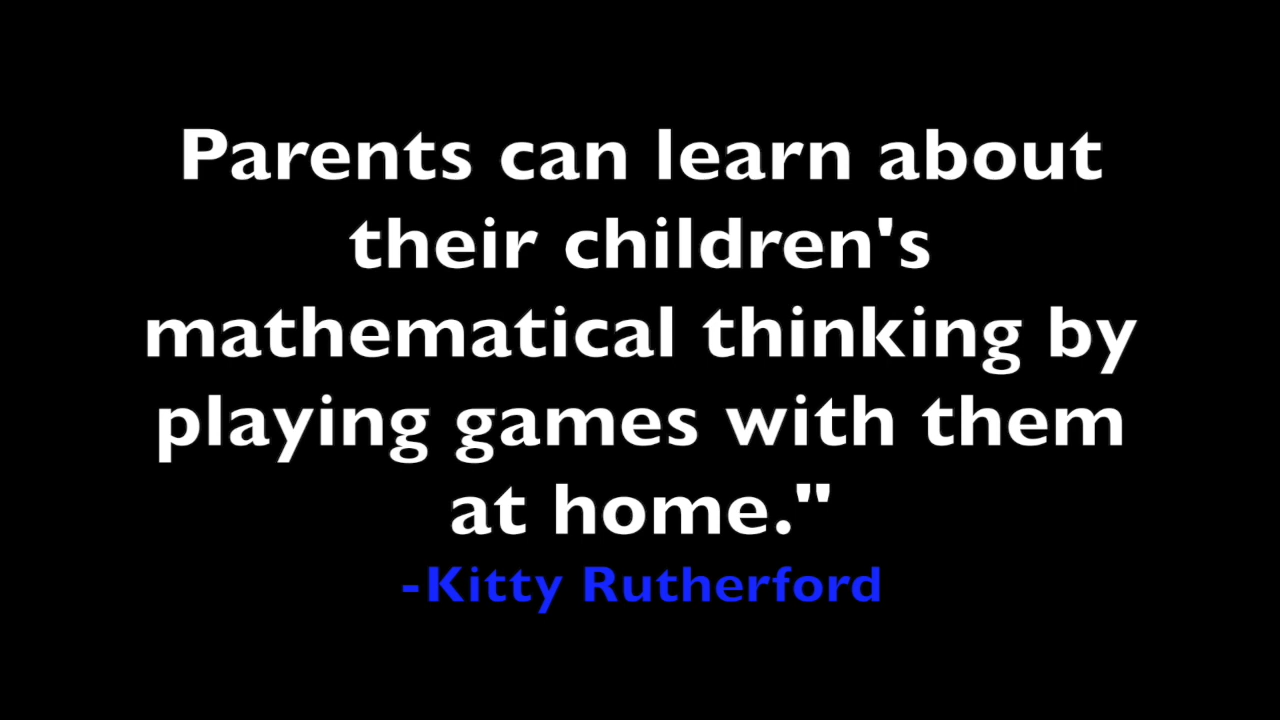 Parents can learn about
their children's
mathematical thinking by
playing games with them
at home."
-Kitty Rutherford